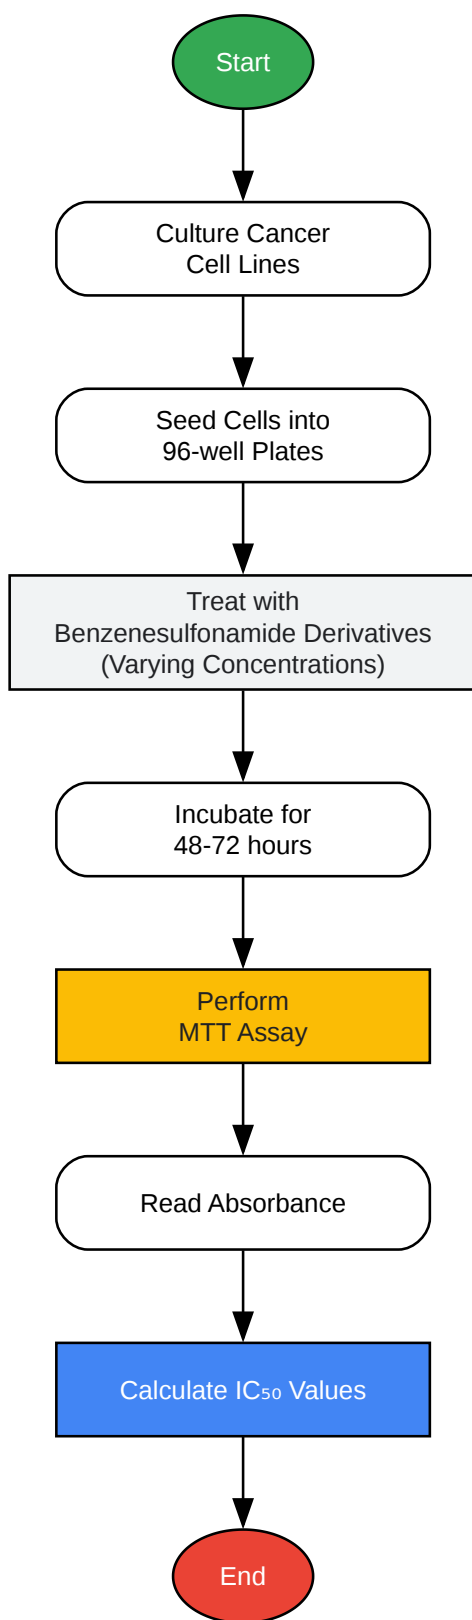 Start
Culture Cancer
Cell Lines
Seed Cells into
96-well Plates
Treat with
Benzenesulfonamide Derivatives
(Varying Concentrations)
Incubate for
48-72 hours
Perform
MTT Assay
Read Absorbance
Calculate IC₅₀ Values
End